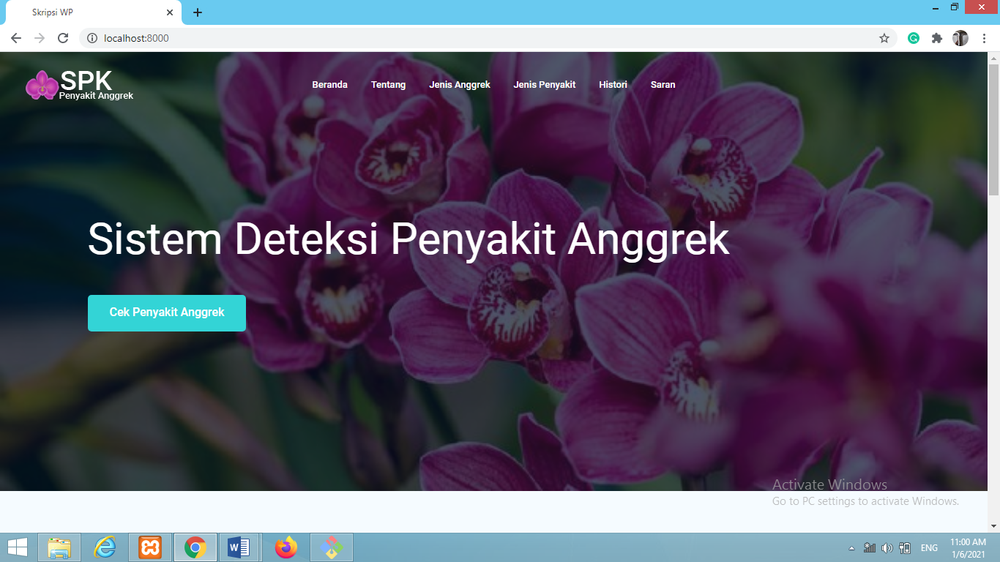 Skripsi WP
localhost:8000
SPK
Penyakit Anggrek
Beranda
Tentang
Jenis Anggrek
Jenis Penyakit
Histori
Saran
Sistem Deteksi Penyakit Anggrek
Cek Penyakit Anggrek
Activate Windows
Go to PC settings to activate Windows.
ENG
11:00 AM
1/6/2021